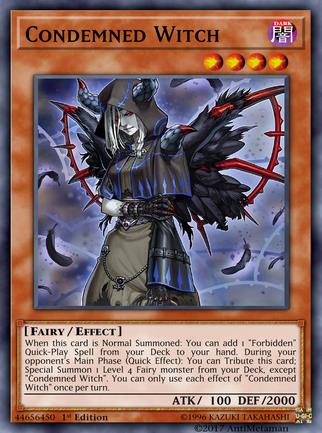 CONDEMNED WITCH
DARK
闇
[FAIRY / EFFECT]
When this card is Normal Summoned: You can add 1 "Forbidden"
Quick-Play Spell from your Deck to your hand. During your
opponent's Main Phase (Quick Effect): You can Tribute this card;
Special Summon 1 Level 4 Fairy monster from your Deck, except
"Condemned Witch". You can only use each effect of "Condemned
Witch" once per turn.
ATK/ 100 DEF/2000
44656450 1st Edition ©1996 KAZUKI TAKAHASHI
©2017 AntiMetaman